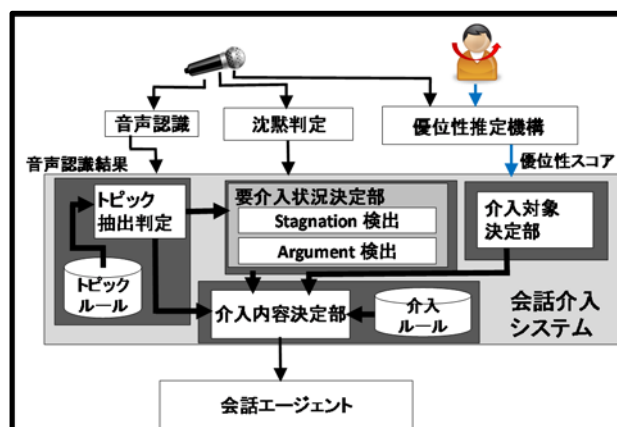 音声認識
沈黙判定
優位性推定機構
音声認識結果
優位性スコア
トピック
抽出判定
要介入状況決定部
Stagnation 検出
Argument 検出
介入対象
決定部
トピック
ルール
介入内容決定部
介入
ルール
会話介入
システム
会話エージェント